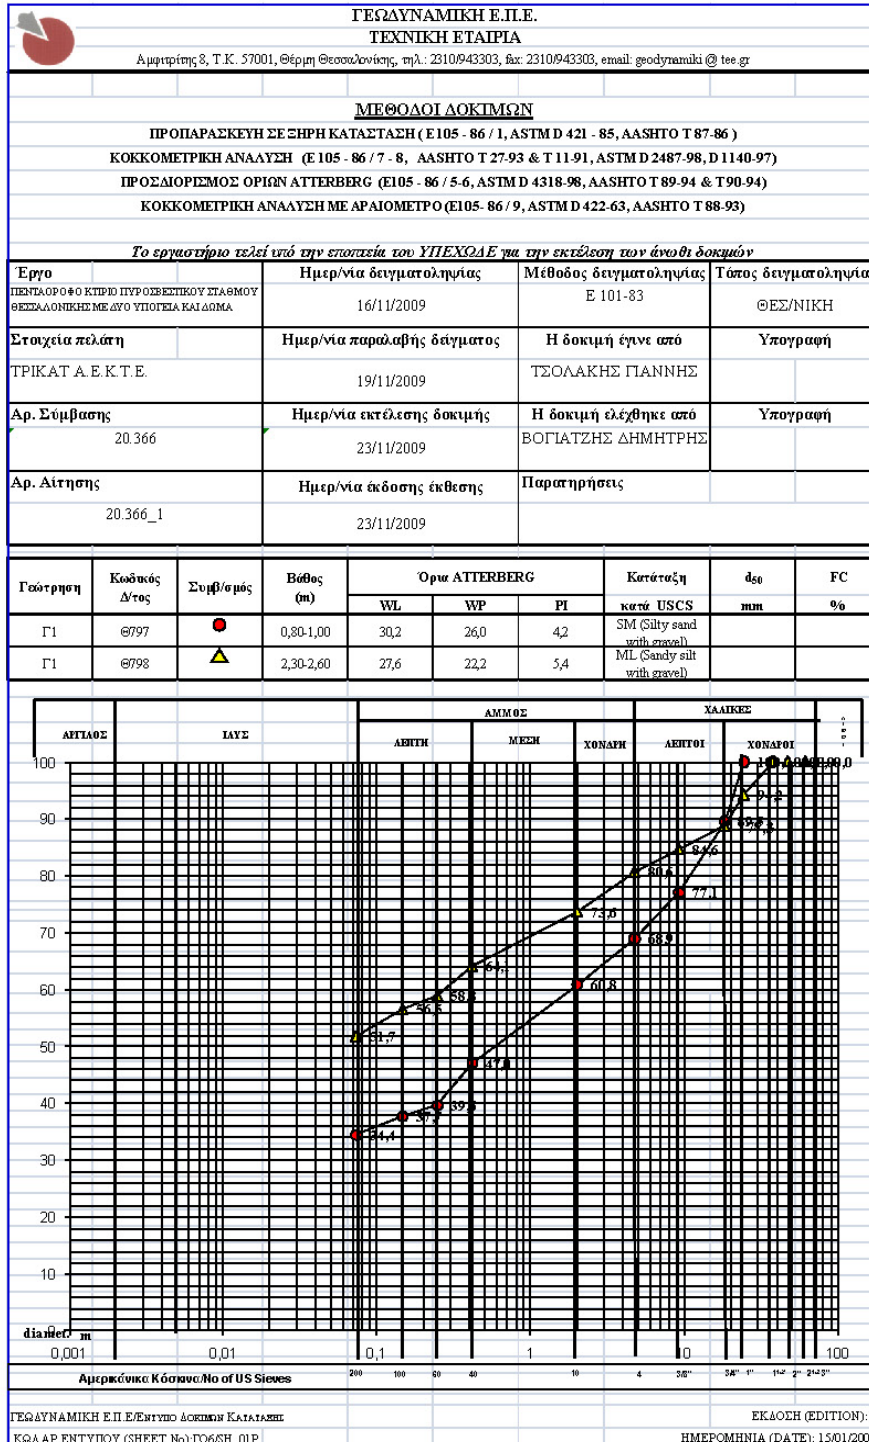 ΓΕΩΔΥΝΑΜΙΚΗ Ε.Π.Ε.
ΤΕΧΝΙΚΗ ΕΤΑΙΡΙΑ
Αμφιτρίτης 8, Τ.Κ. 57001, Θέρμη Θεσσαλονίκης, τηλ.: 2310/943303, fax: 2310/943303, email: geodynamiki @ tee.gr
ΜΕΘΟΔΟΙ ΔΟΚΙΜΩΝ
ΠΡΟΠΑΡΑΣΚΕΥΗ ΣΕ ΞΗΡΗ ΚΑΤΑΣΤΑΣΗ ( Ε105 - 86 / 1, ASTM D 421 - 85, AASHTO T 87-86 )
ΚΟΚΚΟΜΕΤΡΙΚΗ ΑΝΑΛΥΣΗ (Ε 105 - 86 / 7 - 8, AASHTO T 27-93 & T 11-91, ASTM D 2487-98, D 1140-97)
ΠΡΟΣΔΙΟΡΙΣΜΟΣ ΟΡΙΩΝ ATTERBERG (Ε105 - 86 / 5-6, ASTM D 4318-98, AASHTO T 89-94 & T 90-94)
ΚΟΚΚΟΜΕΤΡΙΚΗ ΑΝΑΛΥΣΗ ΜΕ ΑΡΑΙΟΜΕΤΡΟ (Ε105- 86 / 9, ASTM D 422-63, AASHTO T 88-93)
Το εργαστήριο τελεί υπό την εποπτεία του ΥΠΕΧΩΔΕ για την εκτέλεση των άνωθι δοκιμών
Έργο Ημερ/νία δειγματοληψίας Μέθοδος δειγματοληψίας Τόπος δειγματοληψία
ΠΕΝΤΑΟΡΟΦΟ ΚΤΙΡΙΟ ΠΥΡΟΣΒΕΣΤΙΚΟΥ ΣΤΑΘΜΟΥ
ΘΕΣΣΑΛΟΝΙΚΗΣ ΜΕ ΔΥΟ ΥΠΟΓΕΙΑ ΚΑΙ ΔΩΜΑ 16/11/2009 Ε 101-83 ΘΕΣ/ΝΙΚΗ
Στοιχεία πελάτη Ημερ/νία παραλαβής δείγματος Η δοκιμή έγινε από Υπογραφή
ΤΡΙΚΑΤ Α.Ε.Κ.Τ.Ε. 19/11/2009 ΤΣΟΛΑΚΗΣ ΓΙΑΝΝΗΣ
Αρ. Σύμβασης Ημερ/νία εκτέλεσης δοκιμής Η δοκιμή ελέχθηκε από Υπογραφή
20.366 23/11/2009 ΒΟΓΙΑΤΖΗΣ ΔΗΜΗΤΡΗΣ
Αρ. Αίτησης Ημερ/νία έκδοσης έκθεσης Παρατηρήσεις
20.366_1 23/11/2009
Γεώτρηση Κωδικός Δ/τος Συμβ/σμός Βάθος (m) Όρια ATTERBERG Κατάταξη κατά USCS d50 mm FC %
WL WP PI
Γ1 Θ797 0,80-1,00 30,2 26,0 4,2 SM (Silty sand with gravel)
Γ1 Θ798 2,30-2,60 27,6 22,2 5,4 ML (Sandy silt with gravel)
ΑΜΜΟΣ ΧΑΛΙΚΕΣ
ΑΡΓΙΛΟΣ ΙΛΥΣ ΛΕΠΤΗ ΜΕΣΗ ΧΟΝΔΡΗ ΛΕΠΤΟΙ ΧΟΝΔΡΟΙ
100
94,2
90
84,6
80 80,6
77,1
73,6
70 68,9
64,1
60 60,8
58,8
56,5
50 51,7
47,0
40 39,6
37,7
34,4
30
20
10
0
diamet. m
0,001 0,01 0,1 1 10 100
Αμερικάνικα Κόσκινα/No of US Sieves 200 100 60 40 10 4 3/8" 3/4" 1" 1½" 2" 2½" 3"
ΓΕΩΔΥΝΑΜΙΚΗ Ε.Π.Ε/Εντυπο Δοκιμων Καταταξης ΕΚΔΟΣΗ (EDITION):
ΚΩΔ.ΑΡ.ΕΝΤΥΠΟΥ (SHEET No):ΓΟ6/SH_01P ΗΜΕΡΟΜΗΝΙΑ (DATE): 15/01/200